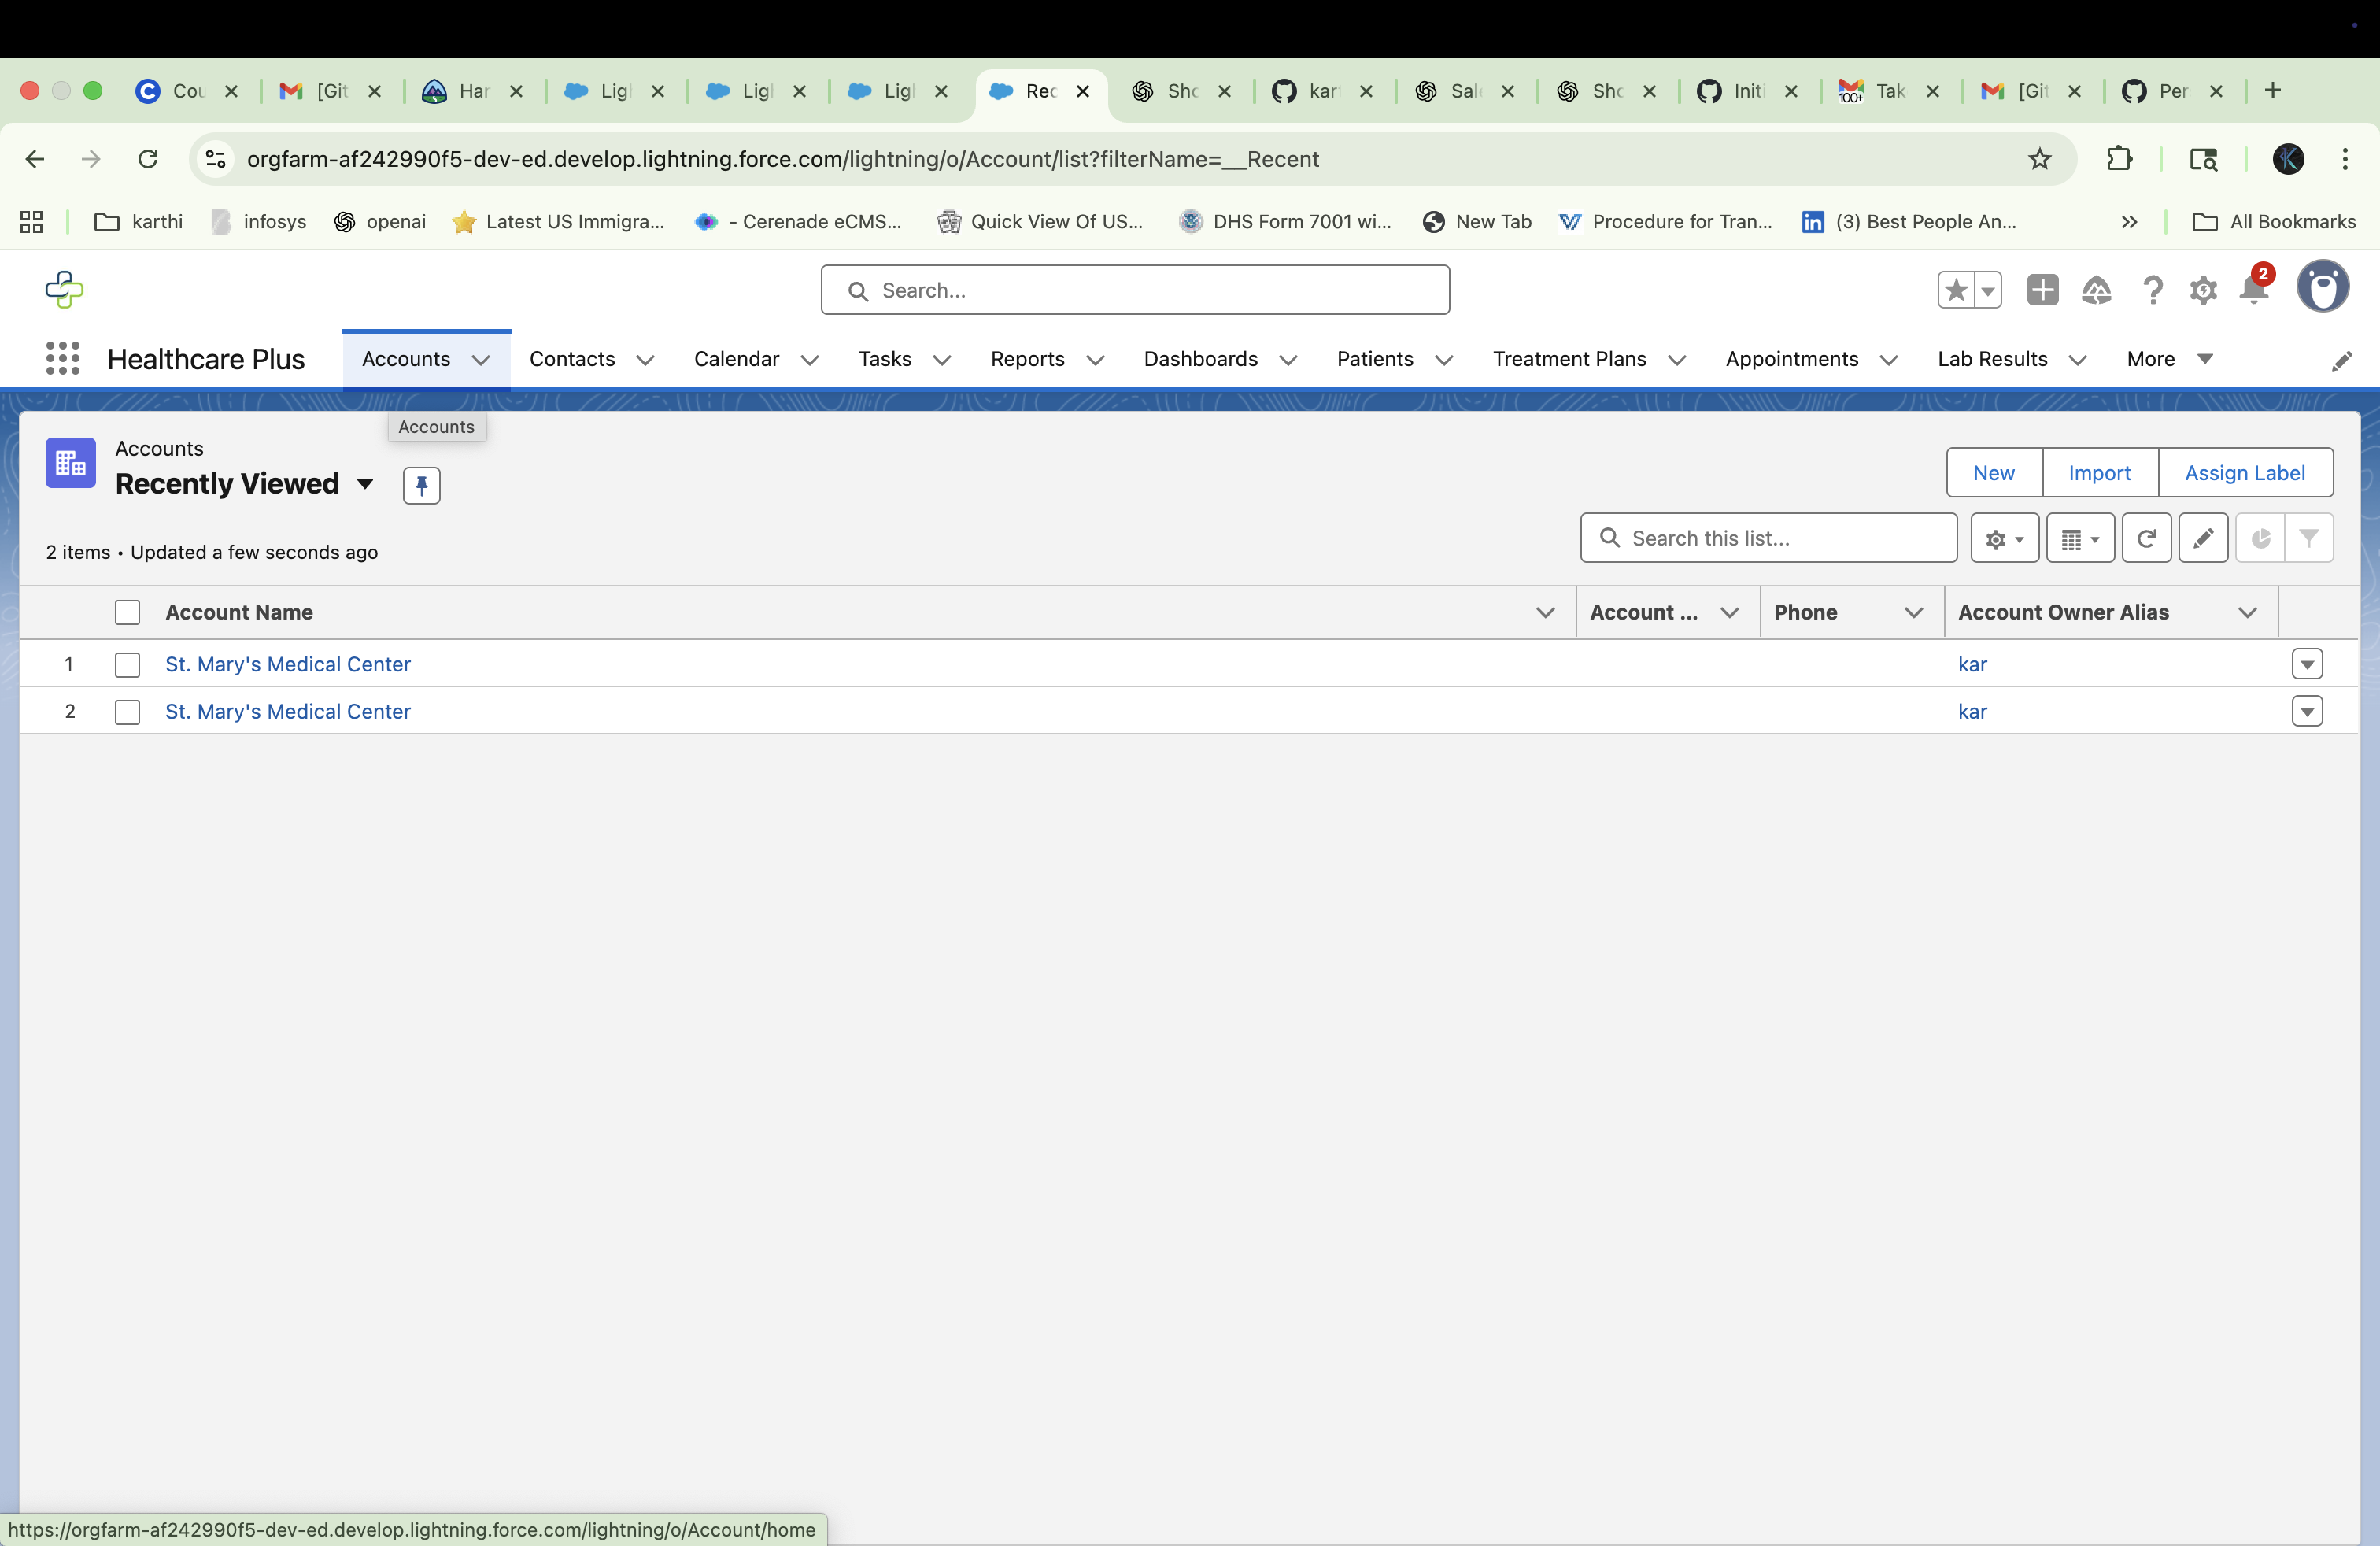 Cou [Git Har Ligh Ligh Ligh Rec Sho kar Sale Sho Initi 100+ Tak [Git Per
orgfarm-af242990f5-dev-ed.develop.lightning.force.com/lightning/o/Account/list?filterName=__Recent
karthi infosys openai Latest US Immigra... - Cerenade eCMS... Quick View Of US... DHS Form 7001 wi... New Tab Procedure for Tran... (3) Best People An... » All Bookmarks
Search... 2
Healthcare Plus Accounts Contacts Calendar Tasks Reports Dashboards Patients Treatment Plans Appointments Lab Results More
Accounts
Accounts
Recently Viewed
New Import Assign Label
2 items • Updated a few seconds ago
Search this list...
Account Name Account ... Phone Account Owner Alias
1 St. Mary's Medical Center kar
2 St. Mary's Medical Center kar
https://orgfarm-af242990f5-dev-ed.develop.lightning.force.com/lightning/o/Account/home